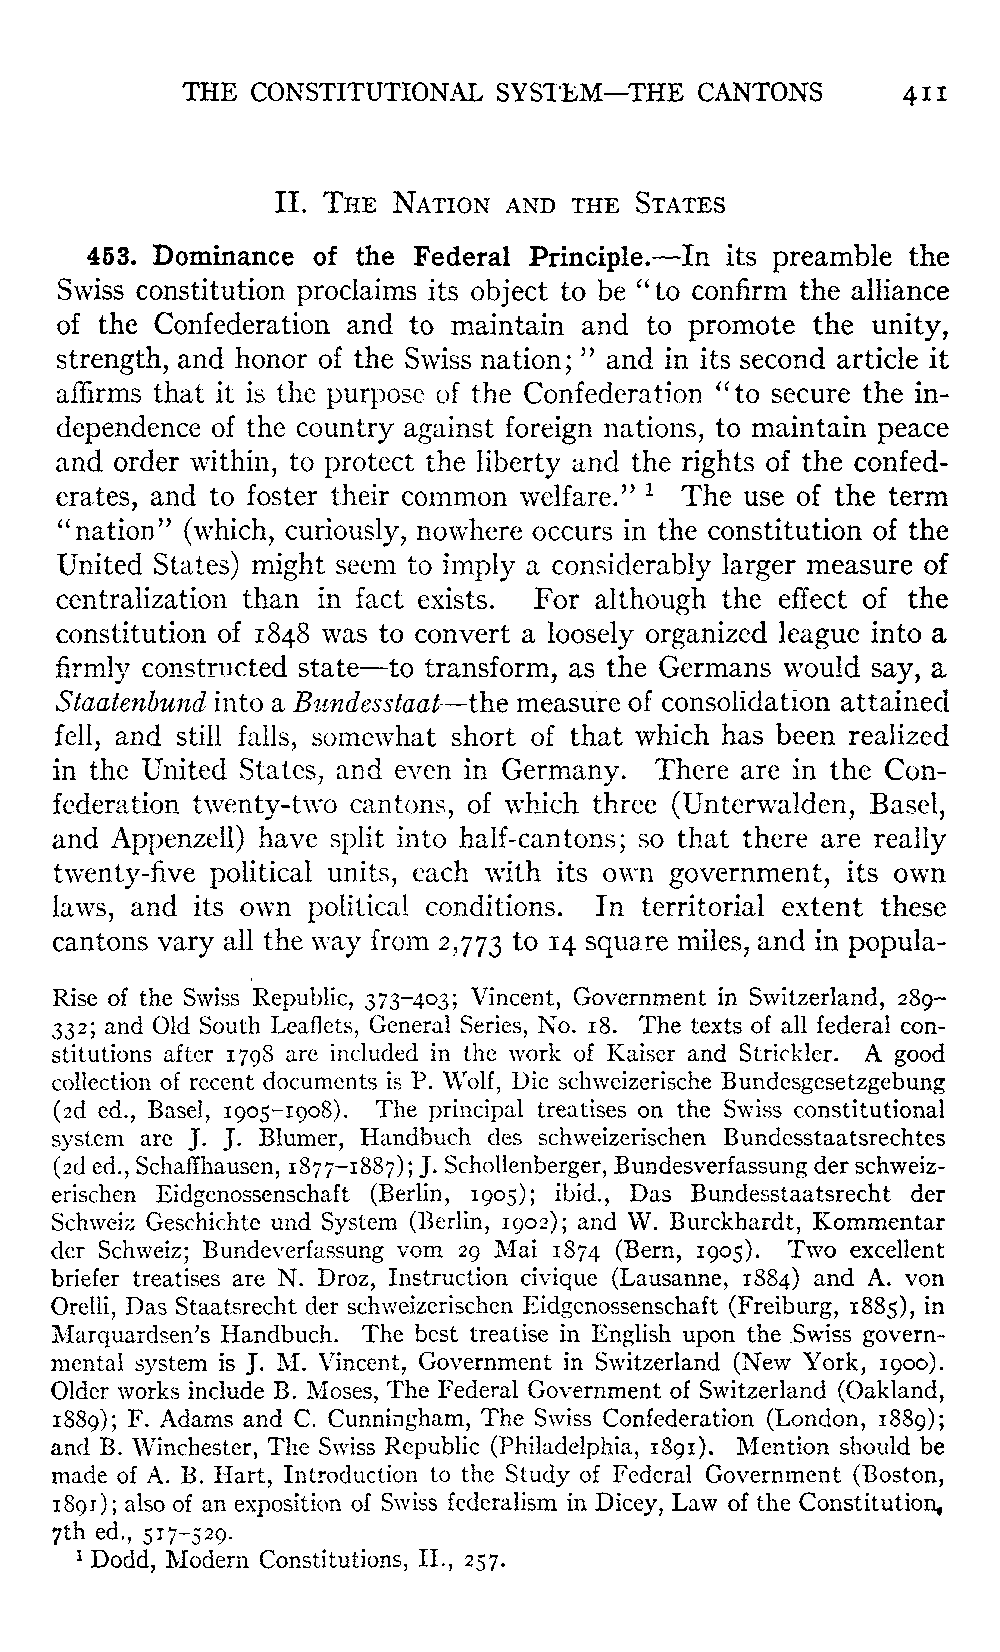 THE CONSTITUTIONAL SYSTEM—THE CANTONS 411
II. The Nation and the States
453. Dominance of the Federal Principle.—In its preamble the
Swiss constitution proclaims its object to be “to confirm the alliance
of the Confederation and to maintain and to promote the unity,
strength, and honor of the Swiss nation;” and in its second article it
affirms that it is the purpose of the Confederation “to secure the in-
dependence of the country against foreign nations, to maintain peace
and order within, to protect the liberty and the rights of the confed-
erates, and to foster their common welfare.” ¹ The use of the term
“nation” (which, curiously, nowhere occurs in the constitution of the
United States) might seem to imply a considerably larger measure of
centralization than in fact exists. For although the effect of the
constitution of 1848 was to convert a loosely organized league into a
firmly constructed state—to transform, as the Germans would say, a
Staatenbund into a Bundesstaat—the measure of consolidation attained
fell, and still falls, somewhat short of that which has been realized
in the United States, and even in Germany. There are in the Con-
federation twenty-two cantons, of which three (Unterwalden, Basel,
and Appenzell) have split into half-cantons; so that there are really
twenty-five political units, each with its own government, its own
laws, and its own political conditions. In territorial extent these
cantons vary all the way from 2,773 to 14 square miles, and in popula-
Rise of the Swiss Republic, 373–403; Vincent, Government in Switzerland, 289–
332; and Old South Leaflets, General Series, No. 18. The texts of all federal con-
stitutions after 1798 are included in the work of Kaiser and Strickler. A good
collection of recent documents is P. Wolf, Die schweizerische Bundesgesetzgebung
(2d ed., Basel, 1905–1908). The principal treatises on the Swiss constitutional
system are J. J. Blumer, Handbuch des schweizerischen Bundesstaatsrechtes
(2d ed., Schaffhausen, 1877–1887); J. Schollenberger, Bundesverfassung der schweiz-
erischen Eidgenossenschaft (Berlin, 1905); ibid., Das Bundesstaatsrecht der
Schweiz Geschichte und System (Berlin, 1902); and W. Burckhardt, Kommentar
der Schweiz; Bundeverfassung vom 29 Mai 1874 (Bern, 1905). Two excellent
briefer treatises are N. Droz, Instruction civique (Lausanne, 1884) and A. von
Orelli, Das Staatsrecht der schweizerischen Eidgenossenschaft (Freiburg, 1885), in
Marquardsen's Handbuch. The best treatise in English upon the Swiss govern-
mental system is J. M. Vincent, Government in Switzerland (New York, 1900).
Older works include B. Moses, The Federal Government of Switzerland (Oakland,
1889); F. Adams and C. Cunningham, The Swiss Confederation (London, 1889);
and B. Winchester, The Swiss Republic (Philadelphia, 1891). Mention should be
made of A. B. Hart, Introduction to the Study of Federal Government (Boston,
1891); also of an exposition of Swiss federalism in Dicey, Law of the Constitution,
7th ed., 517–529.
¹ Dodd, Modern Constitutions, II., 257.